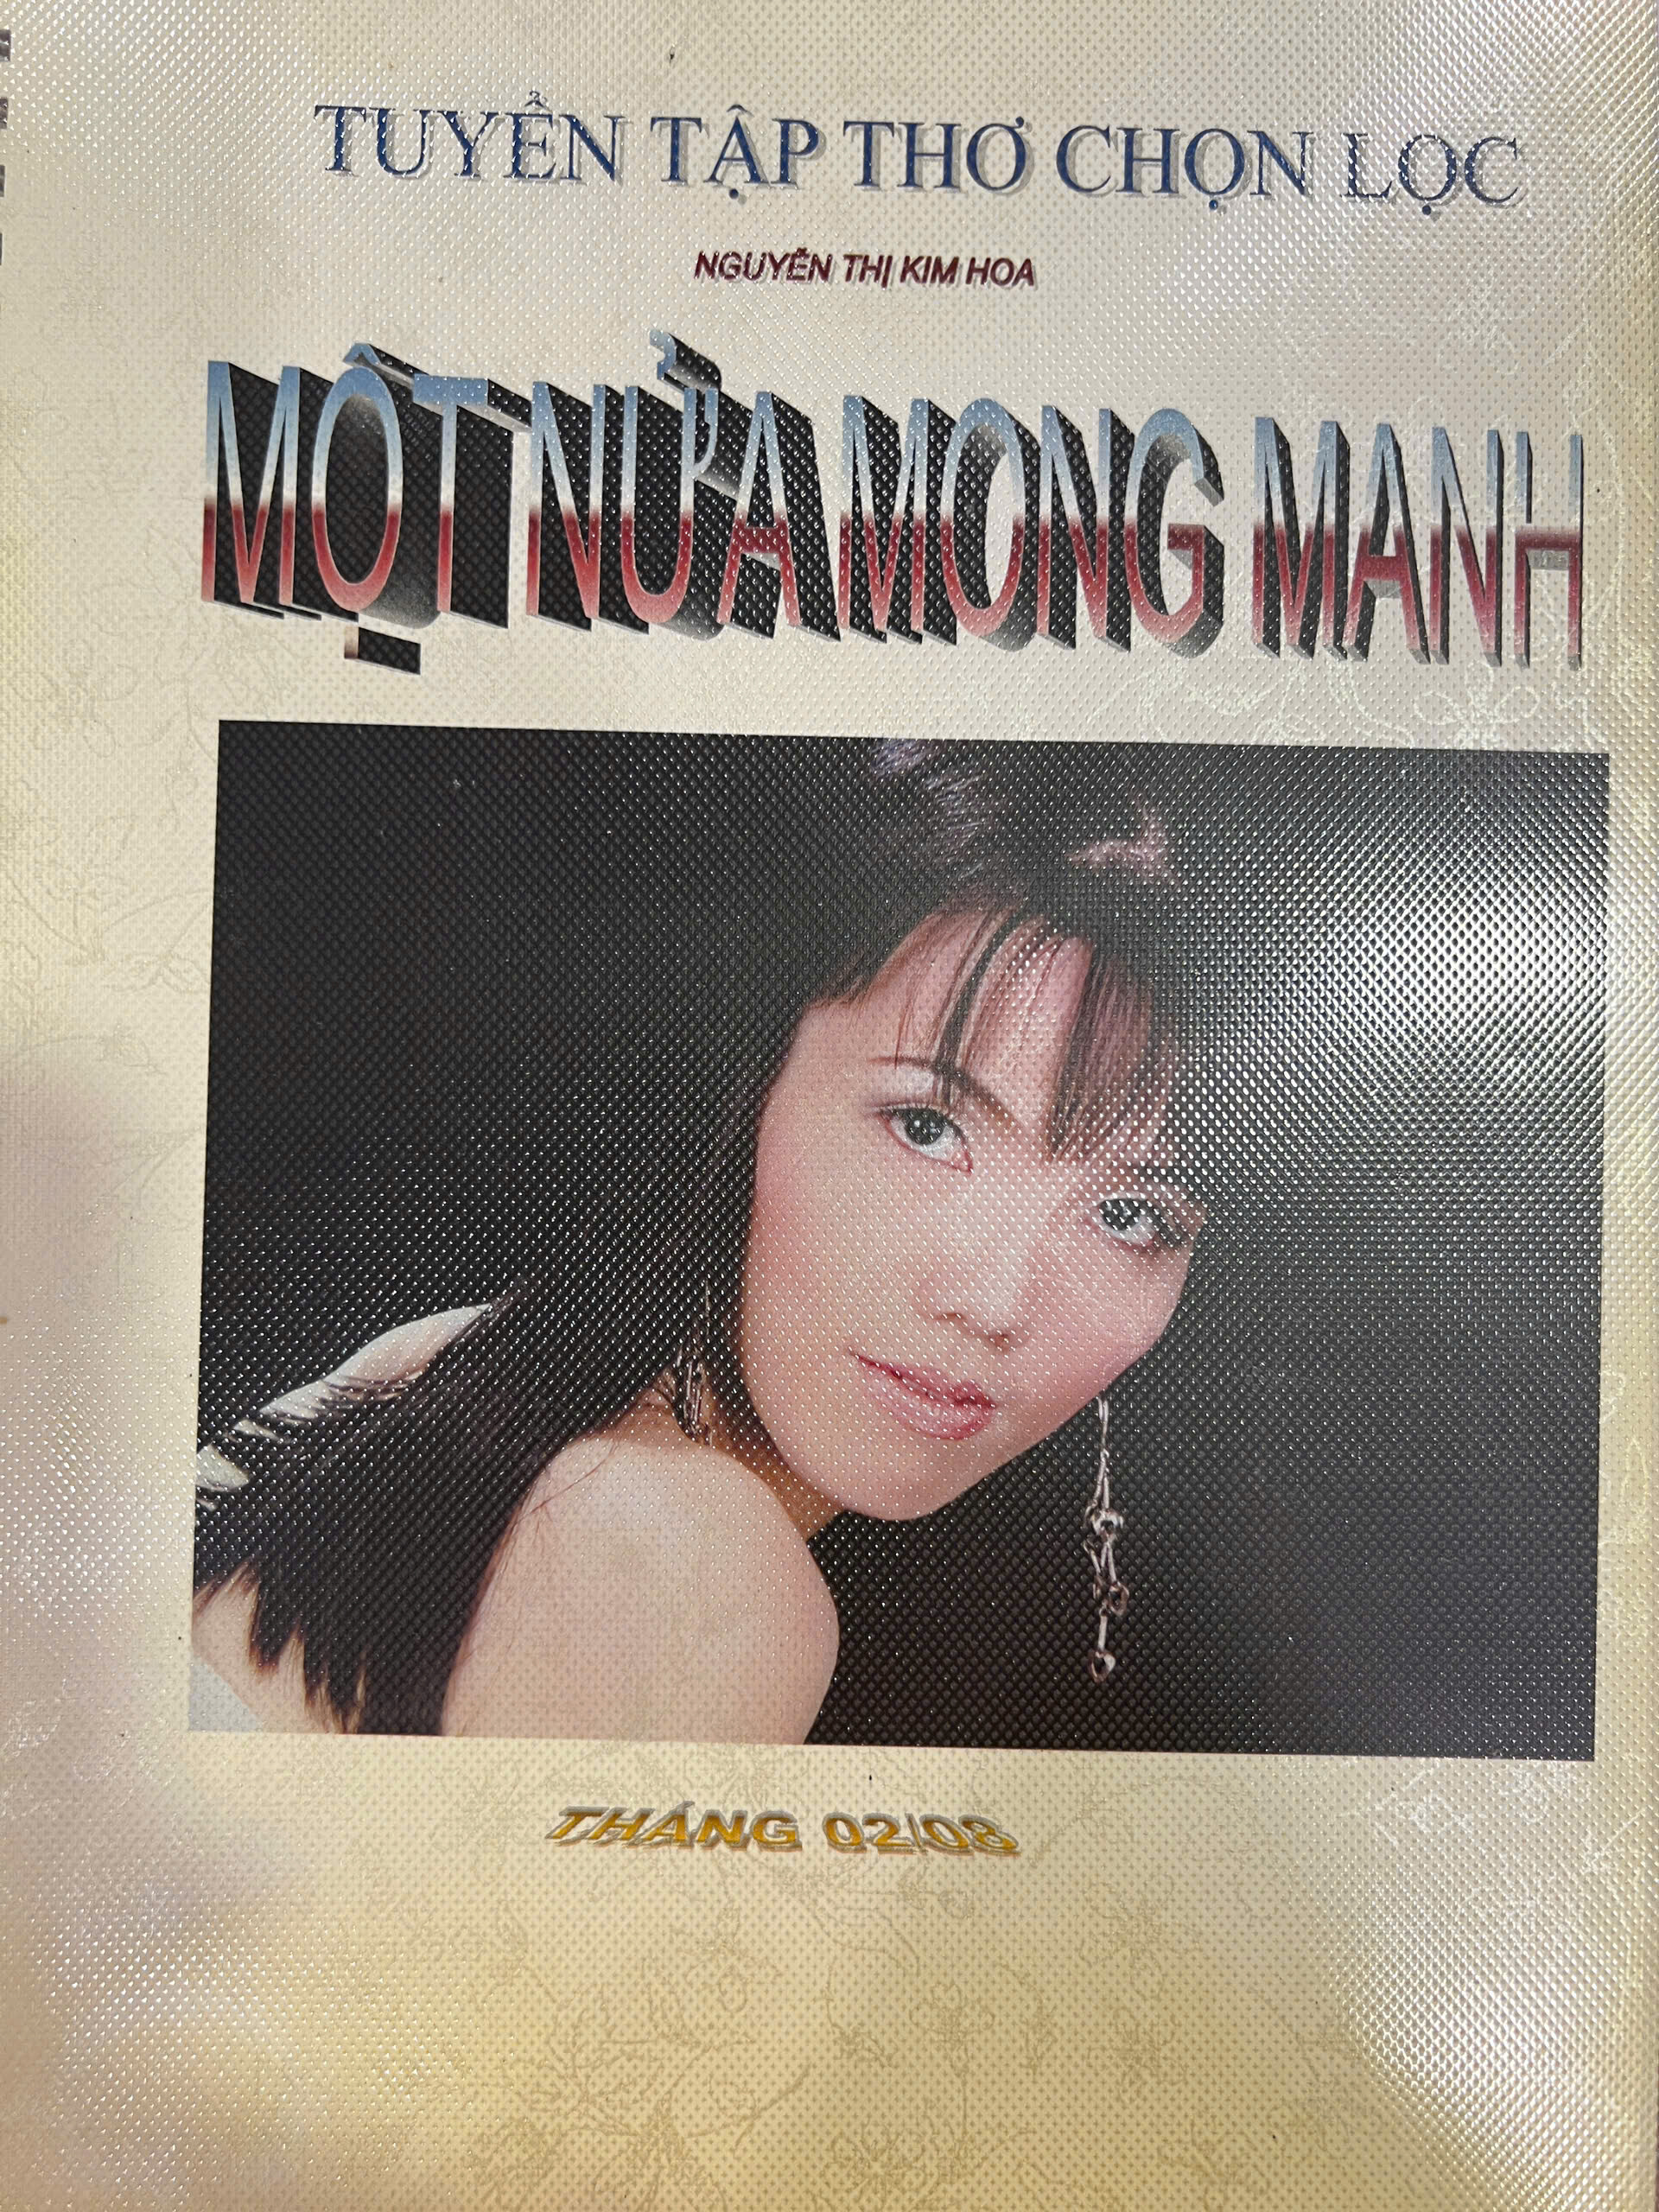 TUYỂN TẬP THƠ CHỌN LỌC
NGUYỄN THỊ KIM HOA
MỘT NỬA MONG MANH
THÁNG 02/08